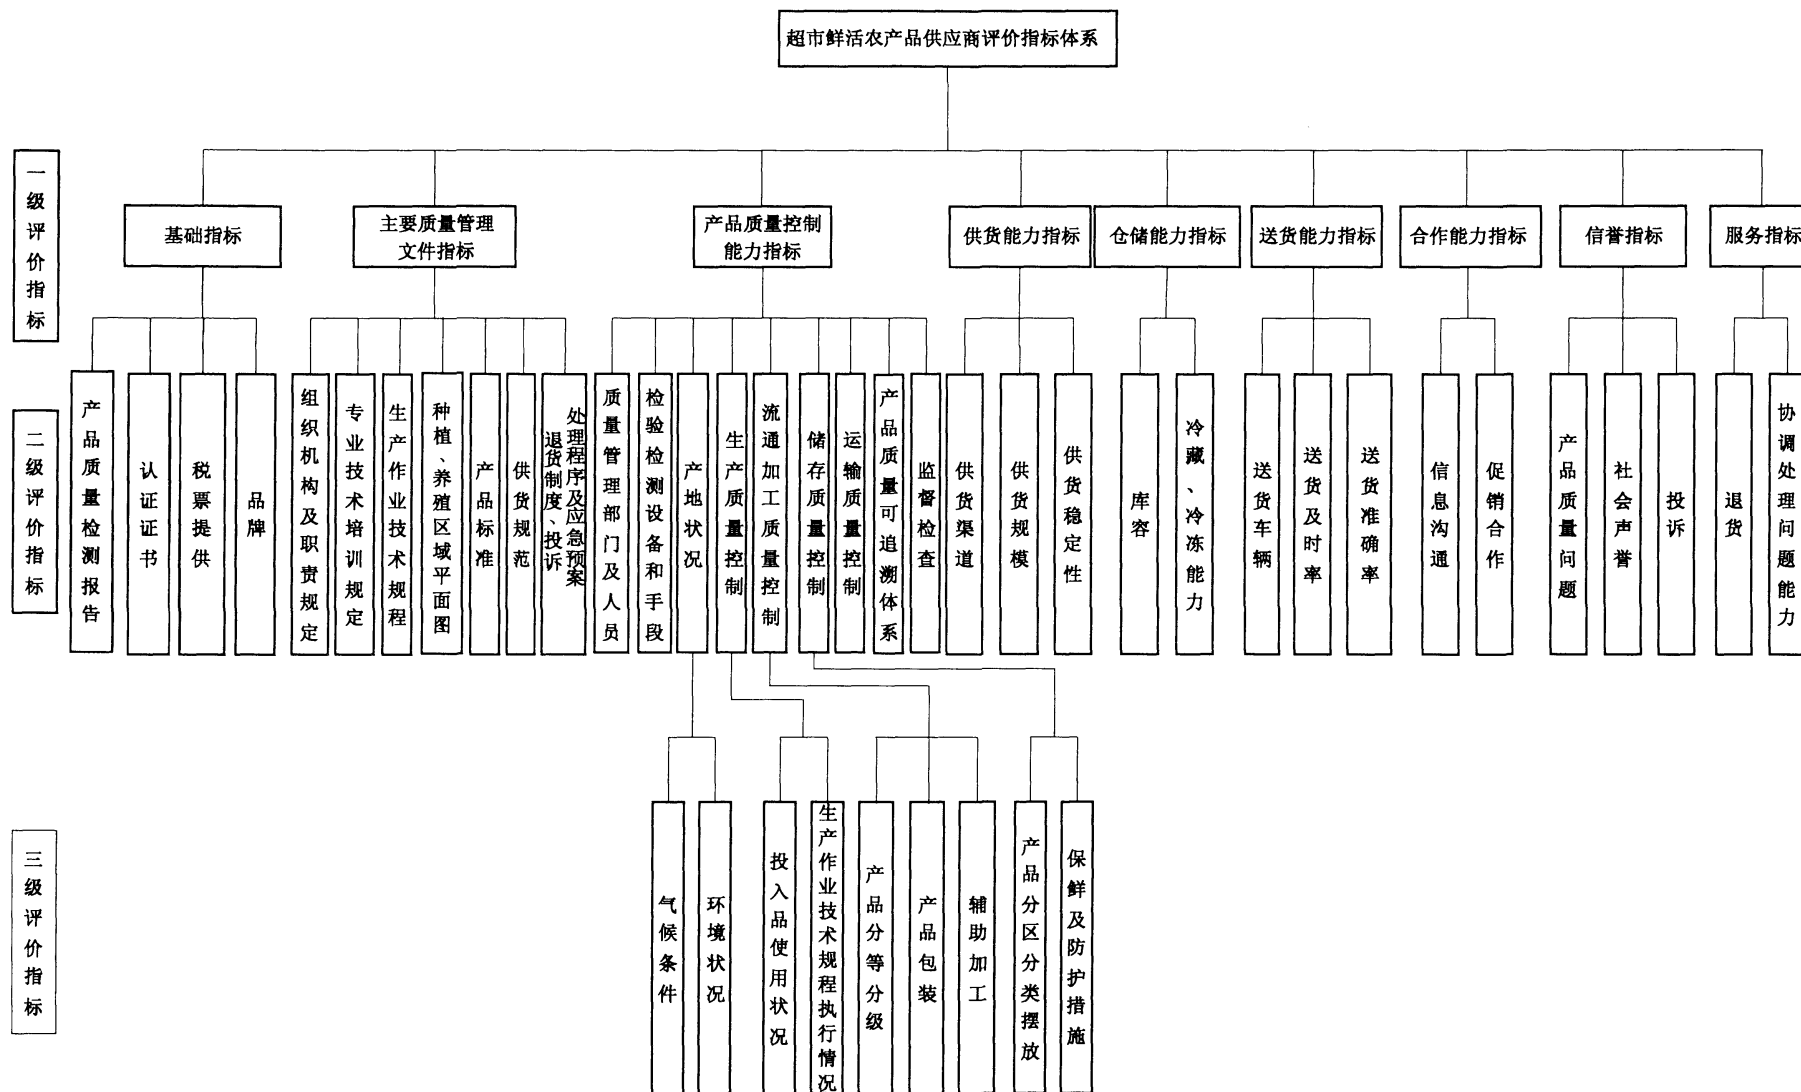 超市鲜活农产品供应商评价指标体系
一级评价指标
基础指标
主要质量管理
文件指标
产品质量控制
能力指标
供货能力指标
仓储能力指标
送货能力指标
合作能力指标
信誉指标
服务指标
二级评价指标
产品质量检测报告
认证证书
税票提供
品牌
组织机构及职责规定
专业技术培训规定
生产作业技术规程
种植、养殖区域平面图
产品标准
供货规范
退货制度、投诉
处理程序及应急预案
质量管理部门及人员
检验检测设备和手段
产地状况
生产质量控制
流通加工质量控制
储存质量控制
运输质量控制
产品质量可追溯体系
监督检查
供货渠道
供货规模
供货稳定性
库容
冷藏、冷冻能力
送货车辆
送货及时率
送货准确率
信息沟通
促销合作
产品质量问题
社会声誉
投诉
退货
协调处理问题能力
三级评价指标
气候条件
环境状况
投入品使用状况
生产作业技术规程执行情况
产品分等分级
产品包装
辅助加工
产品分区分类摆放
保鲜及防护措施